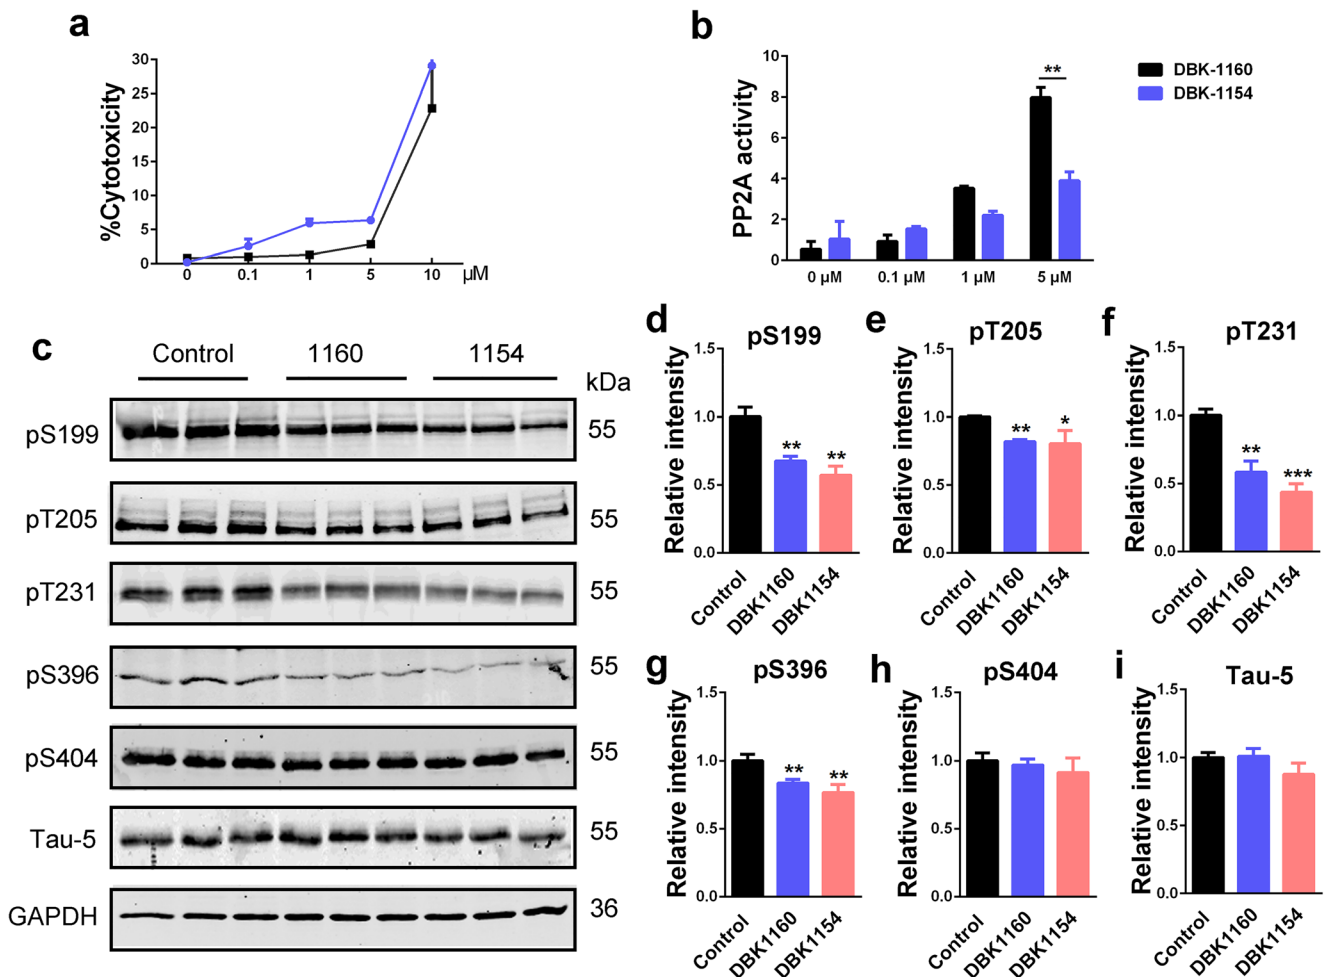 a
%Cytotoxicity
30
25
20
15
10
5
0
0 0.1 1 5 10 µM
b
PP2A activity
10
8
6
4
2
0
**
0 µM 0.1 µM 1 µM 5 µM
DBK-1160
DBK-1154
c
Control 1160 1154
kDa
pS199 55
pT205 55
pT231 55
pS396 55
pS404 55
Tau-5 55
GAPDH 36
d
pS199
Relative intensity
1.5
1.0
0.5
0.0
** **
Control DBK1160 DBK1154
e
pT205
Relative intensity
1.5
1.0
0.5
0.0
** *
Control DBK1160 DBK1154
f
pT231
Relative intensity
1.5
1.0
0.5
0.0
** ***
Control DBK1160 DBK1154
g
pS396
Relative intensity
1.5
1.0
0.5
0.0
** **
Control DBK1160 DBK1154
h
pS404
Relative intensity
1.5
1.0
0.5
0.0
Control DBK1160 DBK1154
i
Tau-5
Relative intensity
1.5
1.0
0.5
0.0
Control DBK1160 DBK1154